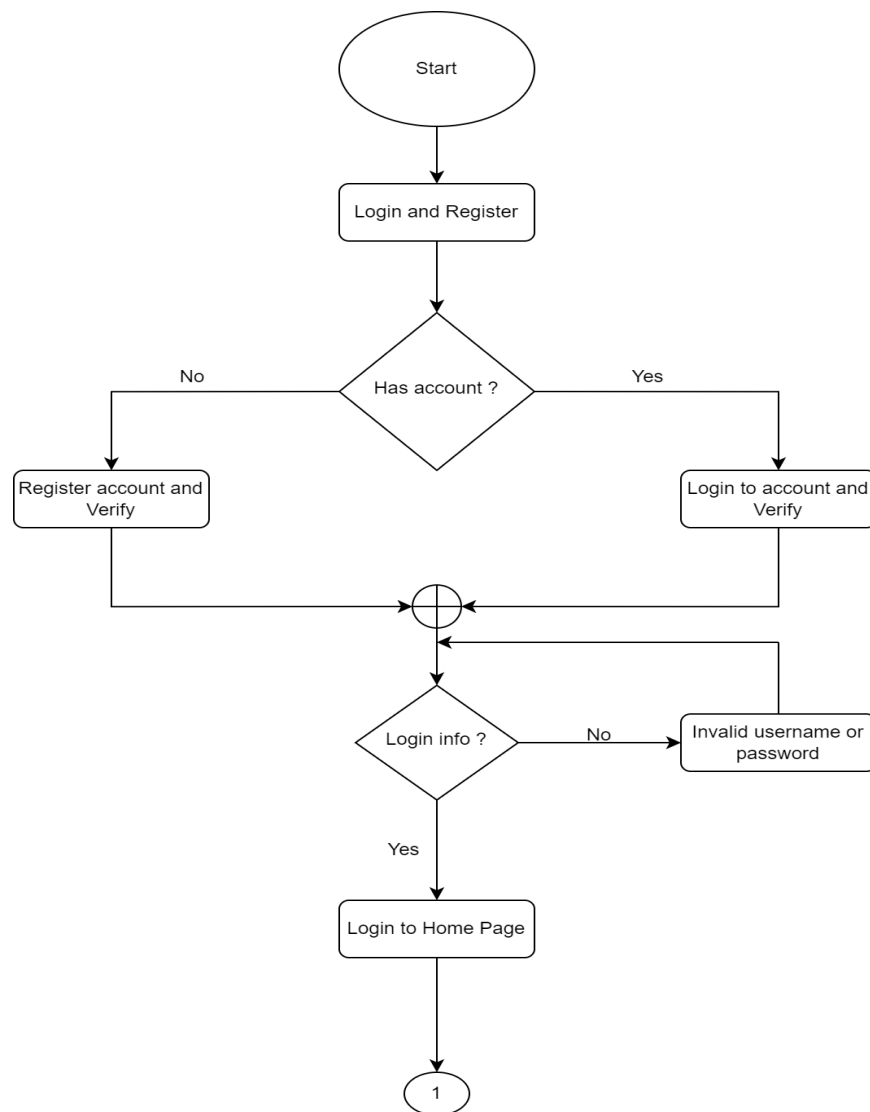 Start
Login and Register
Has account ?
No
Yes
Register account and
Verify
Login to account and
Verify
Login info ?
No
Invalid username or
password
Yes
Login to Home Page
1